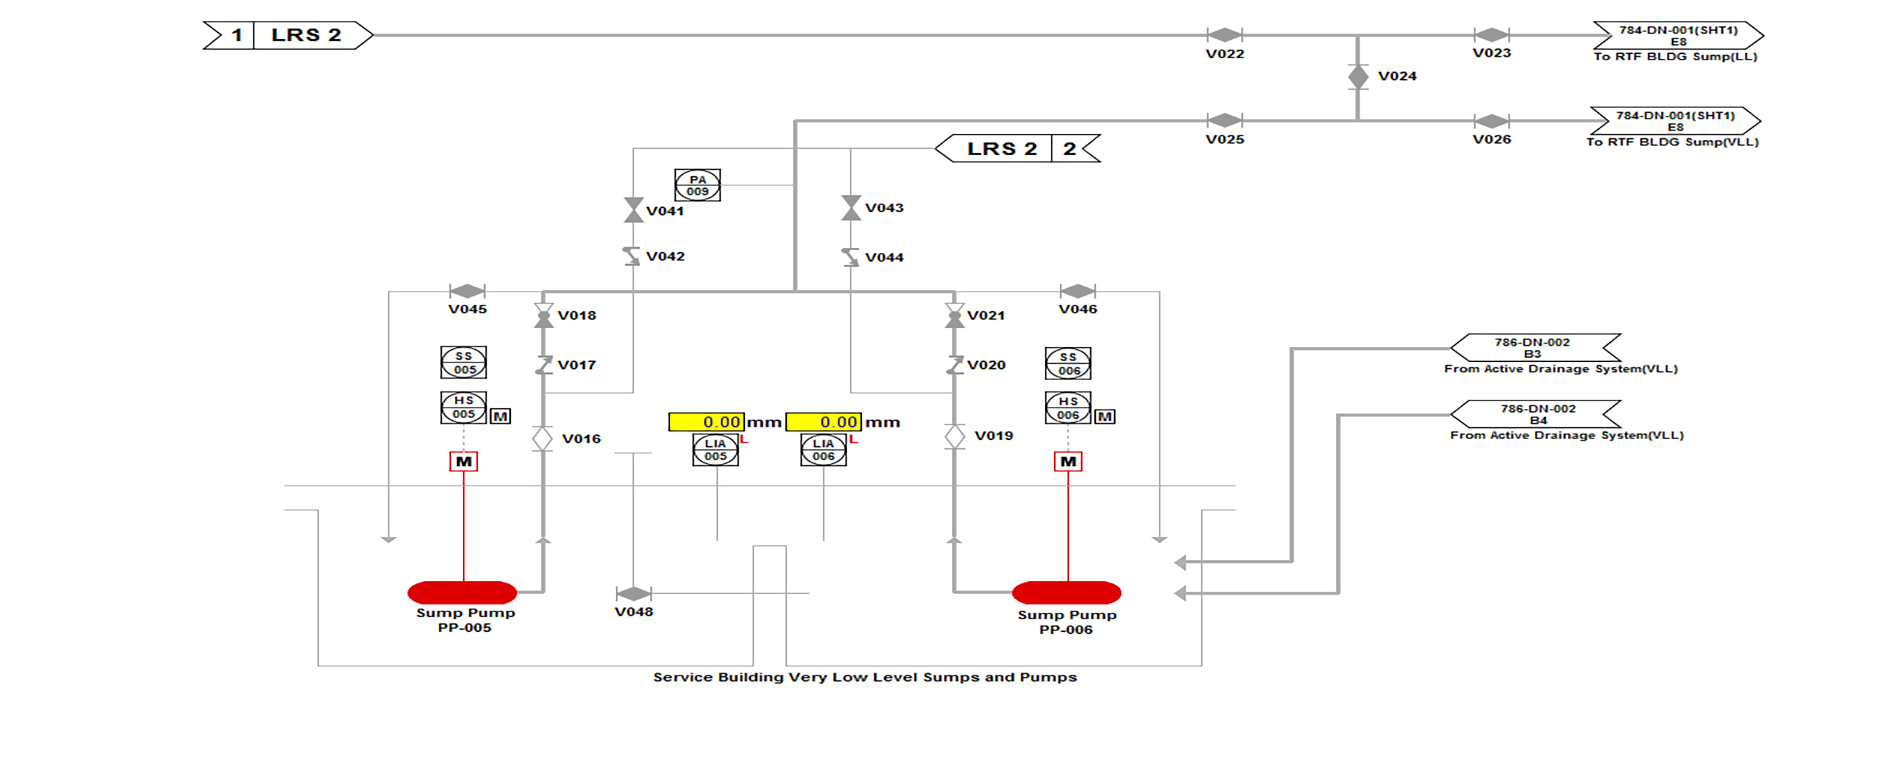 1 LRS 2
V022
V023
784-DN-001(SHT1)
E8
To RTF BLDG Sump(LL)
V024
V025
V026
784-DN-001(SHT1)
E8
To RTF BLDG Sump(VLL)
LRS 2 2
PA
009
V041
V043
V042
V044
V045
V018
V021
V046
SS
005
V017
V020
SS
006
786-DN-002
B3
From Active Drainage System(VLL)
HS
005
M
HS
006
M
786-DN-002
B4
From Active Drainage System(VLL)
0.00 mm
0.00 mm
V016
LIA
005
L
LIA
006
L
V019
M
M
Sump Pump
PP-005
V048
Sump Pump
PP-006
Service Building Very Low Level Sumps and Pumps